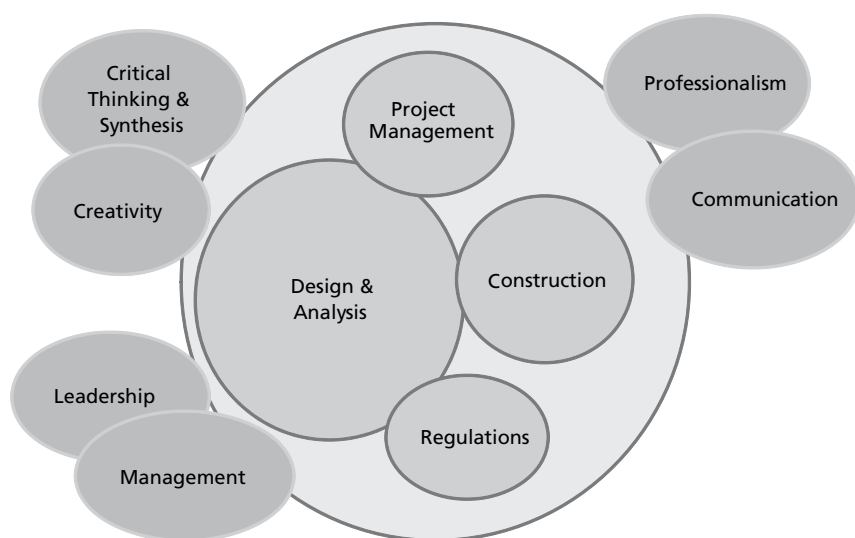 Critical
Thinking &
Synthesis
Creativity
Project
Management
Professionalism
Communication
Design &
Analysis
Construction
Leadership
Management
Regulations